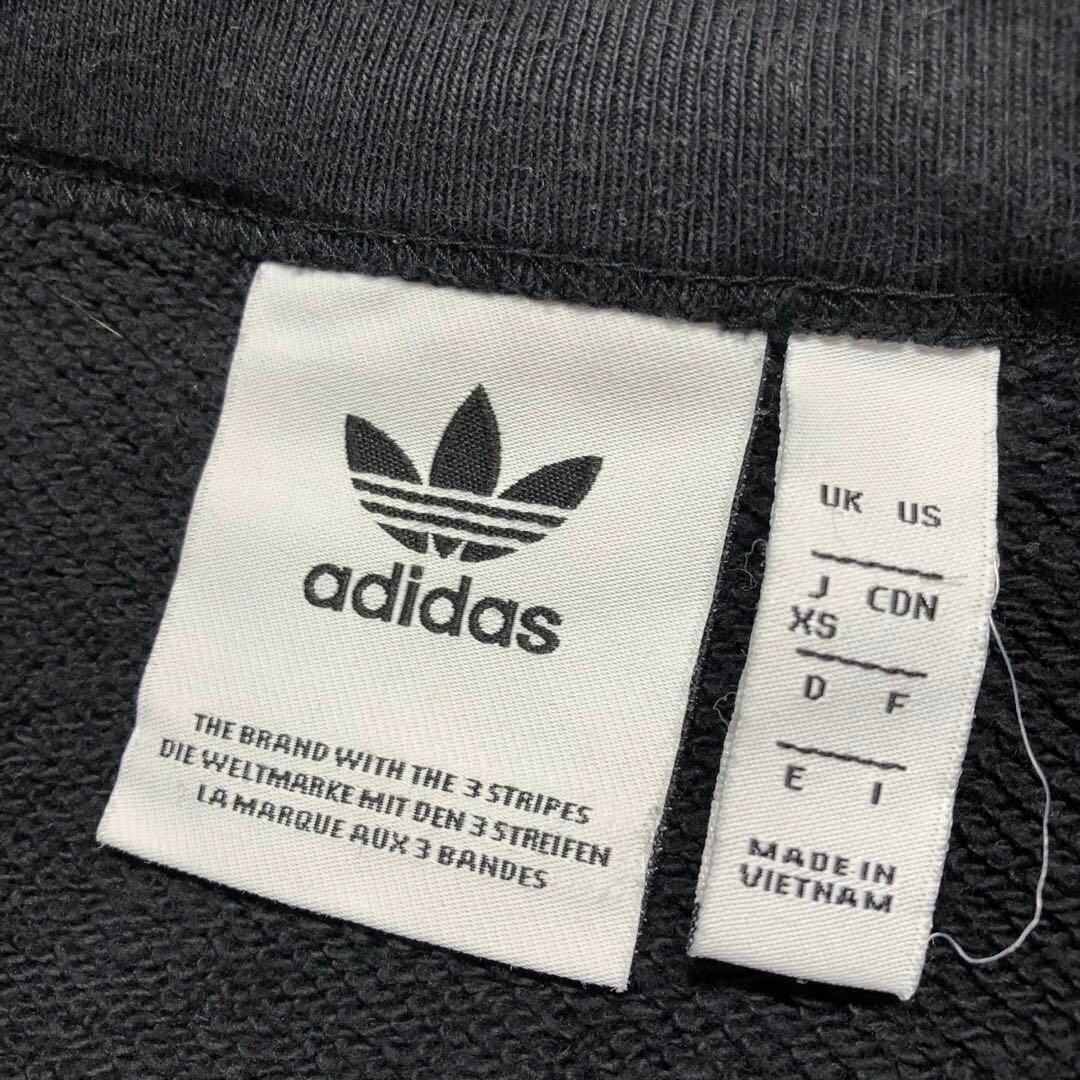 adidas
THE BRAND WITH THE 3 STRIPES
DIE WELTMARKE MIT DEN 3 STREIFEN
LA MARQUE AUX 3 BANDES
UK US
J CDN
XS
D F
E I
MADE IN
VIETNAM